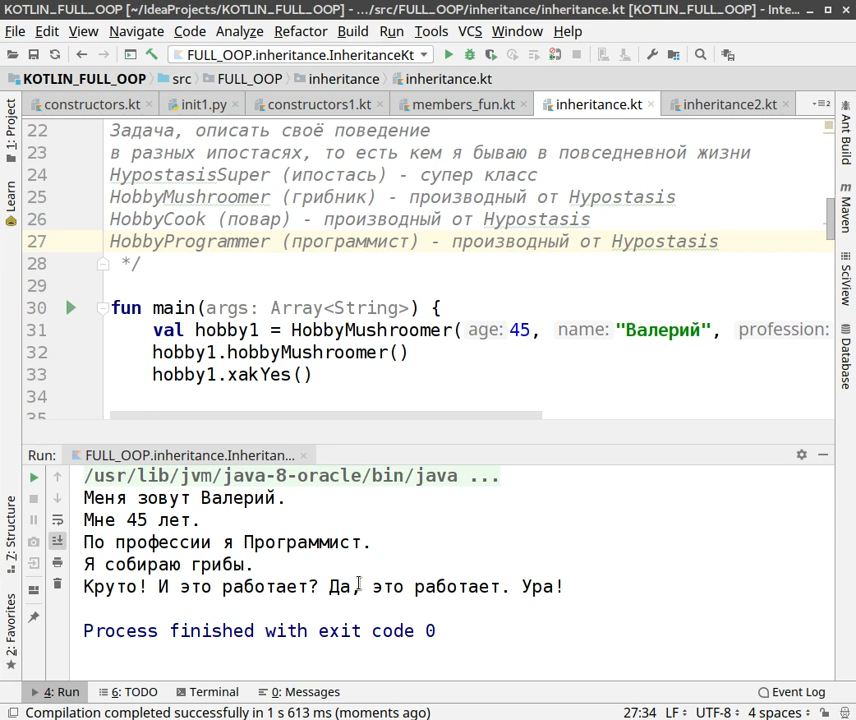 KOTLIN_FULL_OOP [~/IdeaProjects/KOTLIN_FULL_OOP] - .../src/FULL_OOP/inheritance/inheritance.kt [KOTLIN_FULL_OOP] - Inte...
File Edit View Navigate Code Analyze Refactor Build Run Tools VCS Window Help
FULL_OOP.inheritance.InheritanceKt
KOTLIN_FULL_OOP src FULL_OOP inheritance inheritance.kt
constructors.kt init1.py constructors1.kt members_fun.kt inheritance.kt inheritance2.kt
22 Задача, описать своё поведение
23 в разных ипостасях, то есть кем я бываю в повседневной жизни
24 HypostasisSuper (ипостась) - супер класс
25 HobbyMushroomer (грибник) - производный от Hypostasis
26 HobbyCook (повар) - производный от Hypostasis
27 HobbyProgrammer (программист) - производный от Hypostasis
28 */
29
30 fun main(args: Array<String>) {
31 val hobby1 = HobbyMushroomer( age: 45, name: "Валерий", profession:
32 hobby1.hobbyMushroomer()
33 hobby1.xakYes()
34
35
Run: FULL_OOP.inheritance.Inheritan...
/usr/lib/jvm/java-8-oracle/bin/java ...
Меня зовут Валерий.
Мне 45 лет.
По профессии я Программист.
Я собираю грибы.
Круто! И это работает? Да, это работает. Ура!
Process finished with exit code 0
1: Project
Learn
7: Structure
2: Favorites
Ant Build
m Maven
SciView
Database
4: Run 6: TODO Terminal 0: Messages Event Log
Compilation completed successfully in 1 s 613 ms (moments ago) 27:34 LF UTF-8 4 spaces